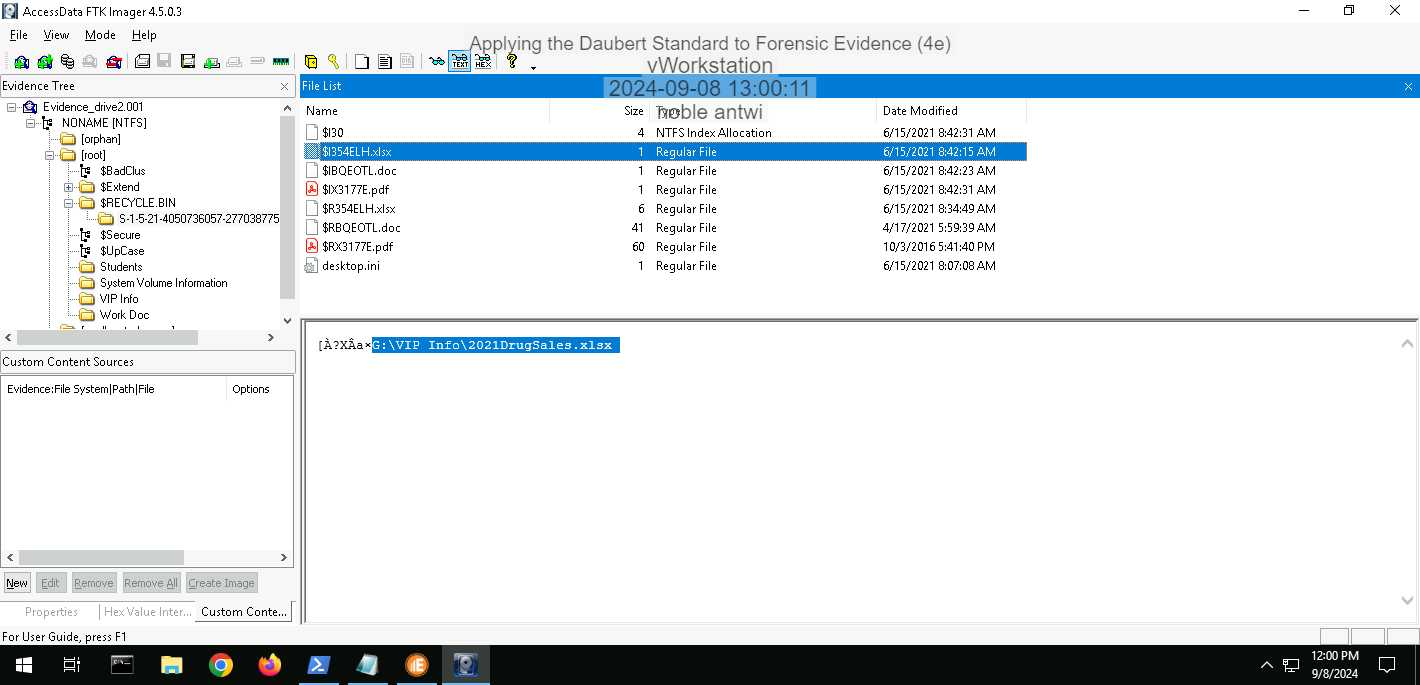 AccessData FTK Imager 4.5.0.3
File View Mode Help
Applying the Daubert Standard to Forensic Evidence (4e)
vWorkstation
2024-09-08 13:00:11
noble antwi
Evidence Tree
Evidence_drive2.001
NONAME [NTFS]
[orphan]
[root]
$BadClus
$Extend
$RECYCLE.BIN
S-1-5-21-4050736057-277038775
$Secure
$UpCase
Students
System Volume Information
VIP Info
Work Doc
File List
Name Size Type Date Modified
$I30 4 NTFS Index Allocation 6/15/2021 8:42:31 AM
$I354ELH.xlsx 1 Regular File 6/15/2021 8:42:15 AM
$IBQEOTL.doc 1 Regular File 6/15/2021 8:42:23 AM
$IX3177E.pdf 1 Regular File 6/15/2021 8:42:31 AM
$R354ELH.xlsx 6 Regular File 6/15/2021 8:34:49 AM
$RBQEOTL.doc 41 Regular File 4/17/2021 5:59:39 AM
$RX3177E.pdf 60 Regular File 10/3/2016 5:41:40 PM
desktop.ini 1 Regular File 6/15/2021 8:07:08 AM
[À?XÂa×G:\VIP Info\2021DrugSales.xlsx
Custom Content Sources
Evidence:File System|Path|File Options
New Edit Remove Remove All Create Image
Properties Hex Value Inter... Custom Conte...
For User Guide, press F1
12:00 PM
9/8/2024